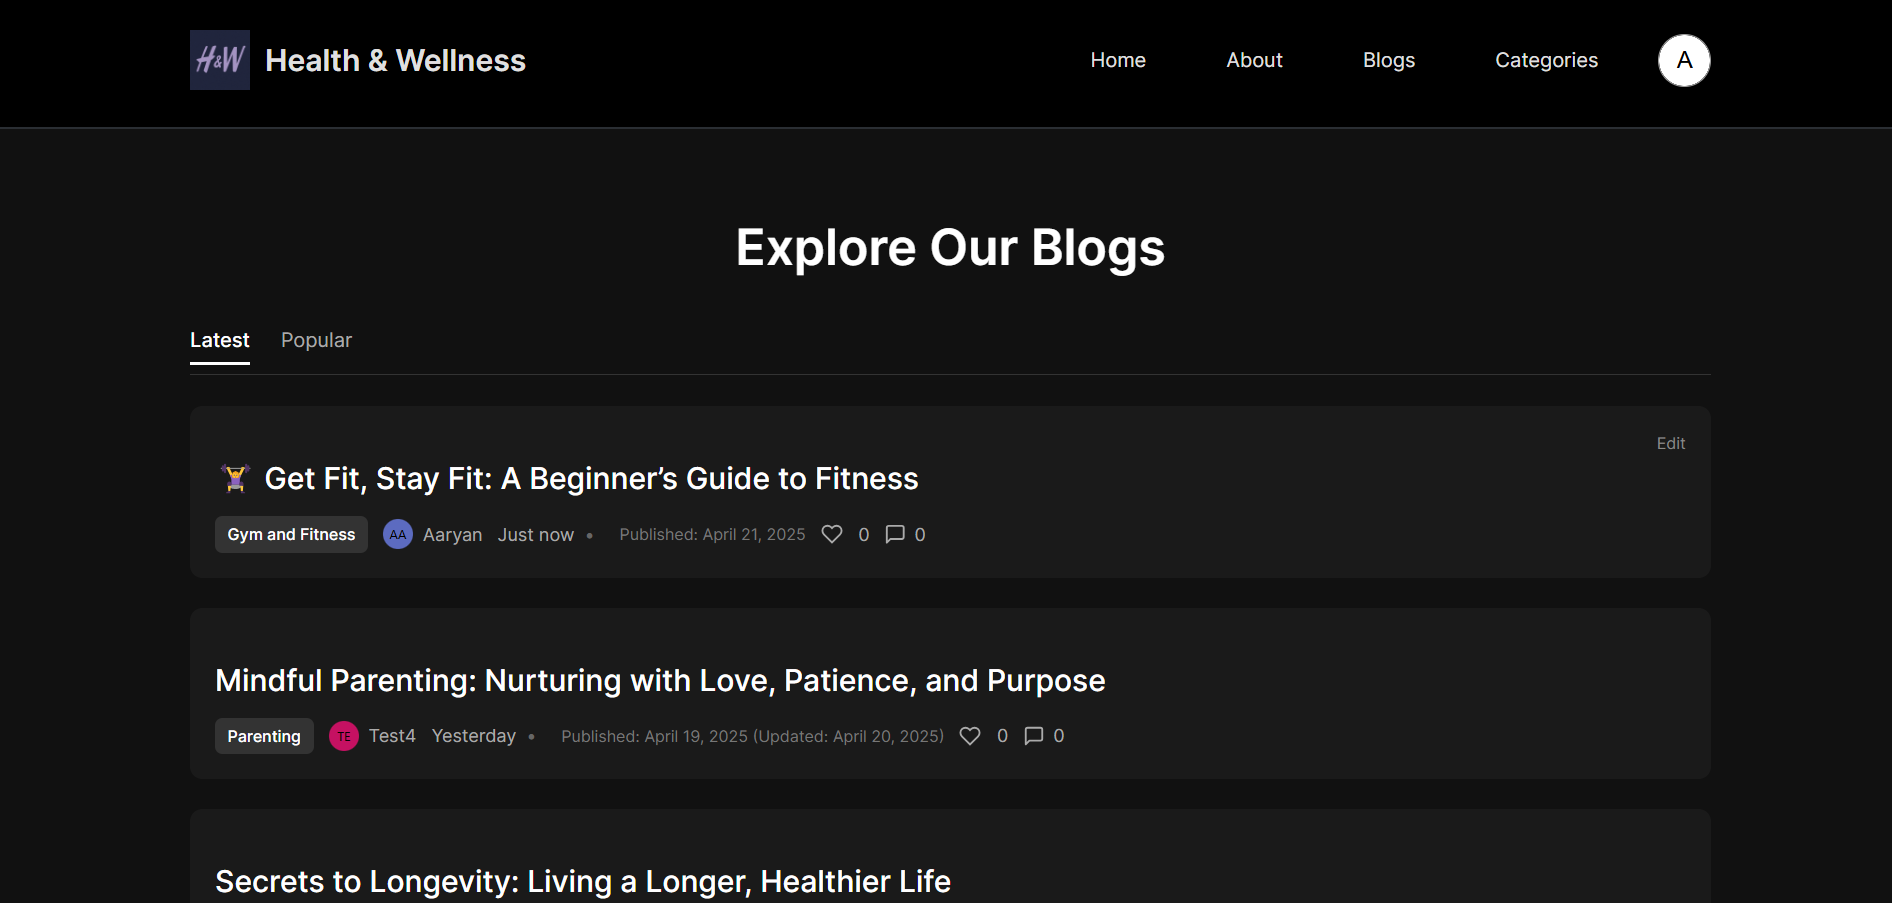 H&W Health & Wellness Home About Blogs Categories A
Explore Our Blogs
Latest Popular
Edit
Get Fit, Stay Fit: A Beginner’s Guide to Fitness
Gym and Fitness AA Aaryan Just now • Published: April 21, 2025 0 0
Mindful Parenting: Nurturing with Love, Patience, and Purpose
Parenting TE Test4 Yesterday • Published: April 19, 2025 (Updated: April 20, 2025) 0 0
Secrets to Longevity: Living a Longer, Healthier Life